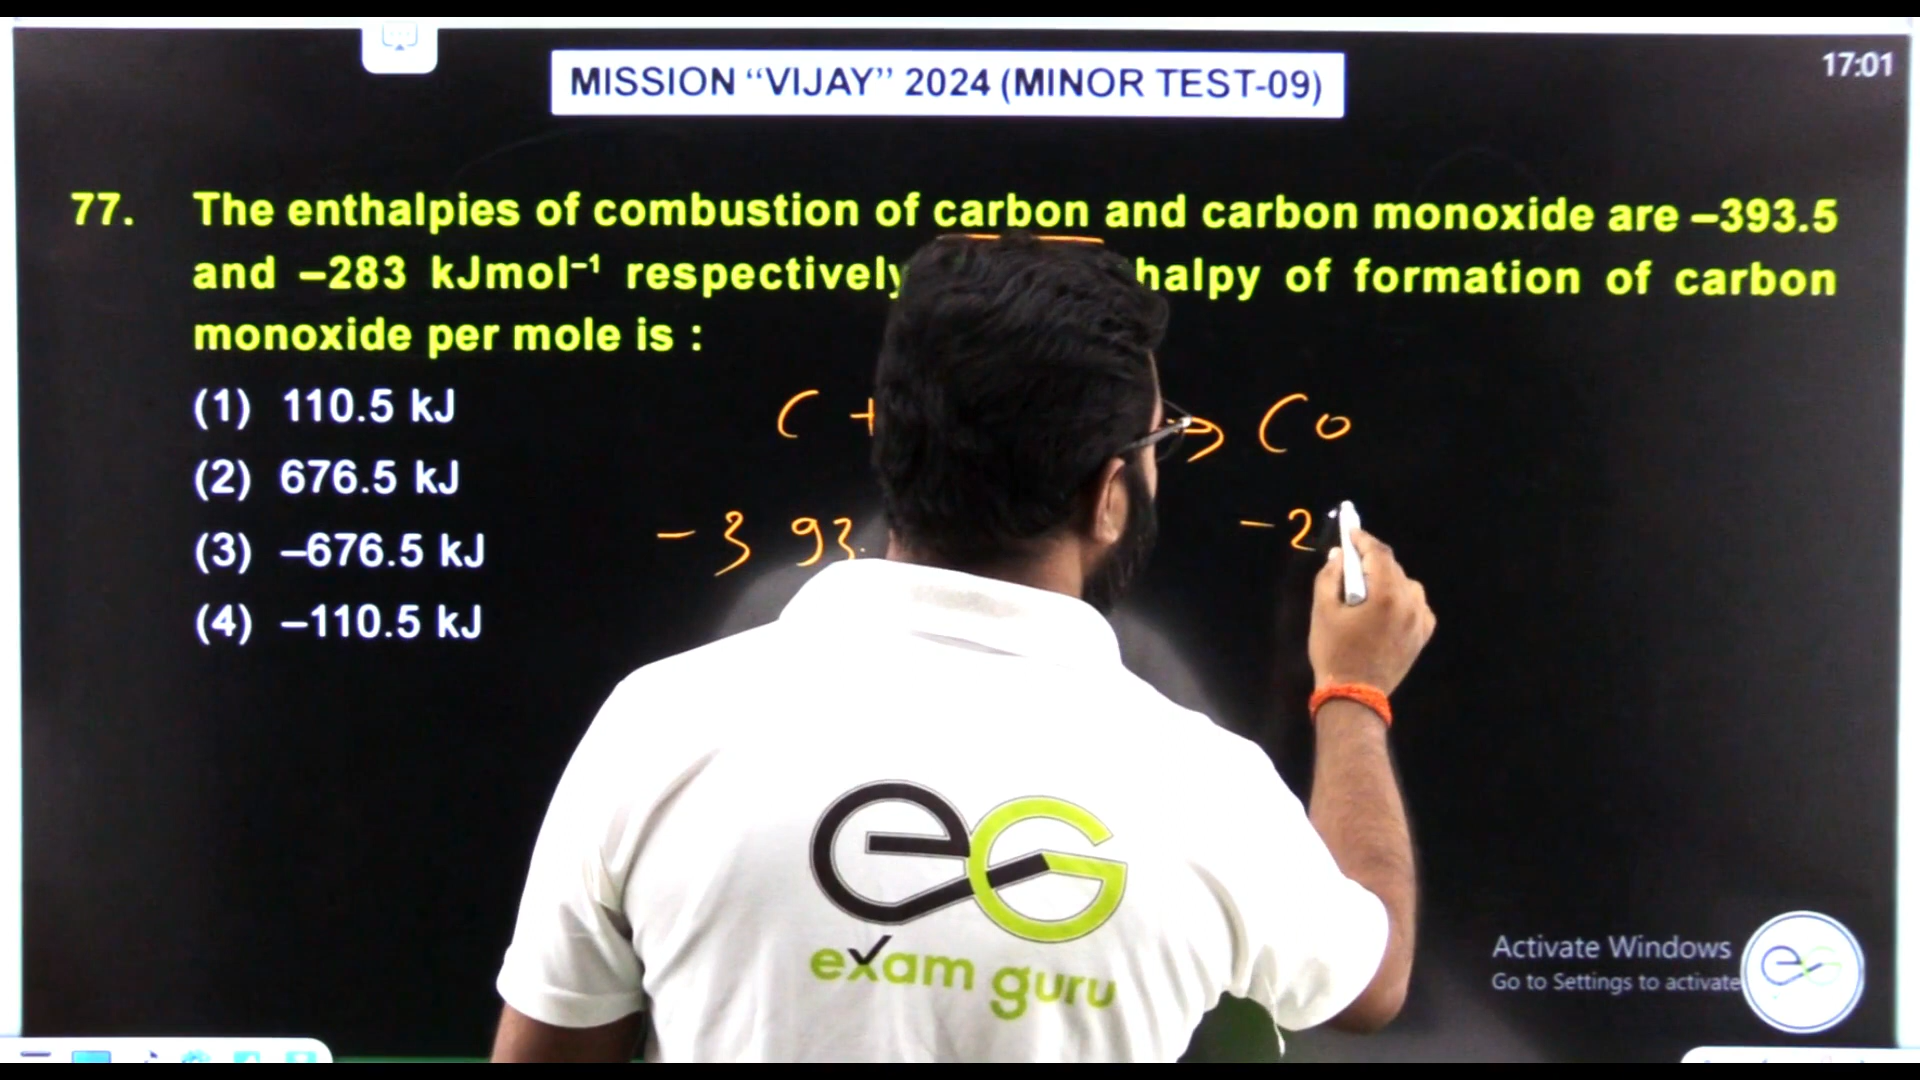 17:01
MISSION “VIJAY” 2024 (MINOR TEST-09)
77. The enthalpies of combustion of carbon and carbon monoxide are –393.5
and –283 kJmol⁻¹ respectively halpy of formation of carbon
monoxide per mole is :
(1) 110.5 kJ
(2) 676.5 kJ
(3) –676.5 kJ
(4) –110.5 kJ
C + → CO
-393. -2
eG
exam guru
Activate Windows
Go to Settings to activate
eG